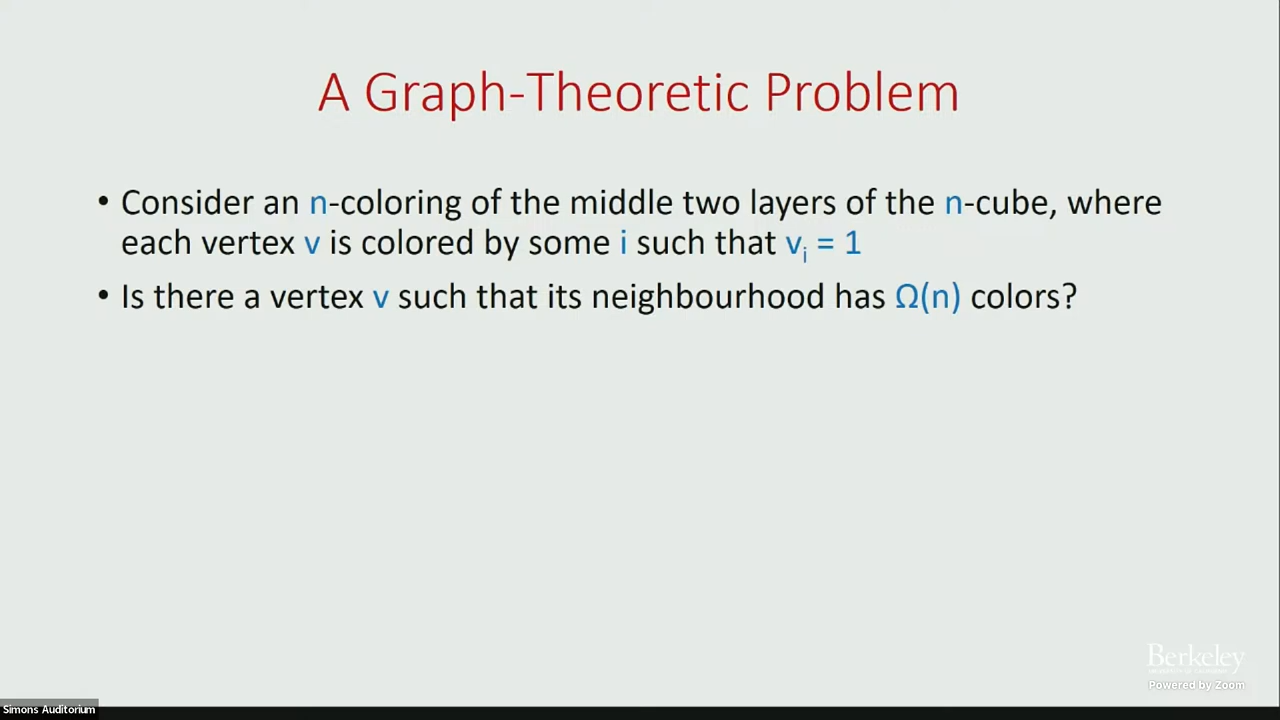 A Graph-Theoretic Problem
• Consider an n-coloring of the middle two layers of the n-cube, where
each vertex v is colored by some i such that vᵢ = 1
• Is there a vertex v such that its neighbourhood has Ω(n) colors?
Berkeley
Powered by Zoom
Simons Auditorium